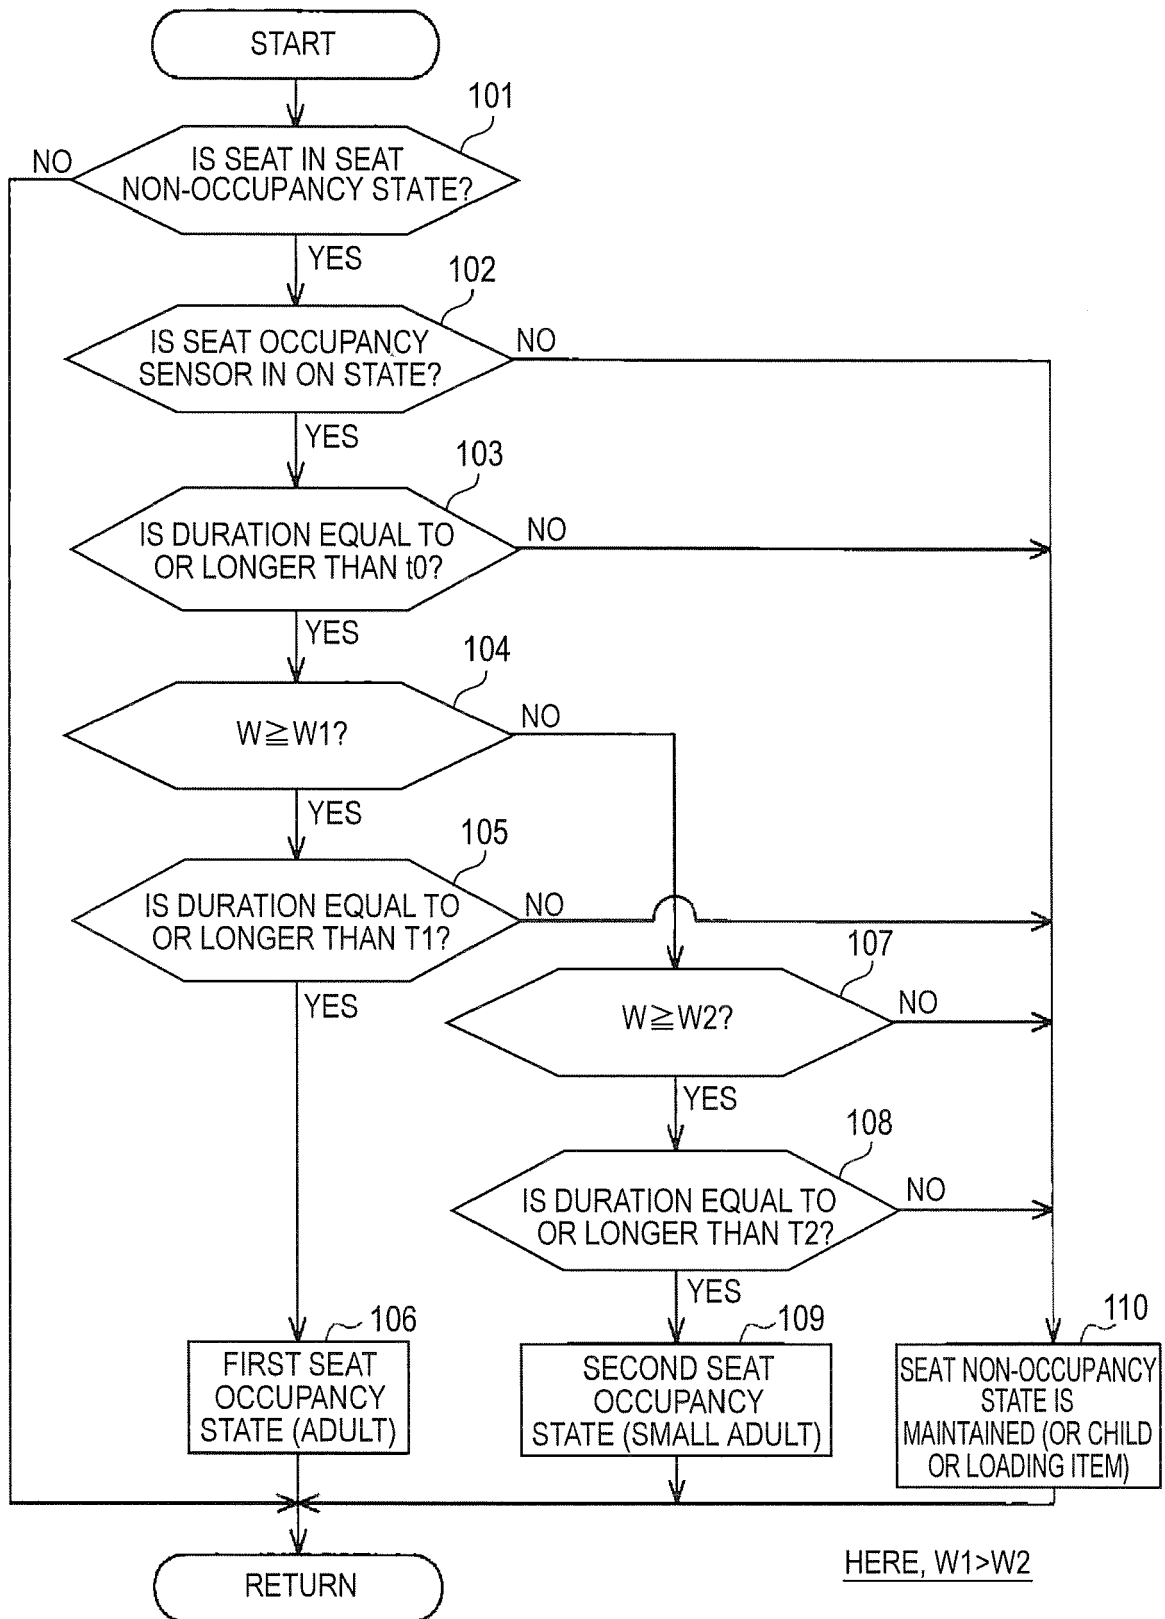 START
101
NO
IS SEAT IN SEAT
NON-OCCUPANCY STATE?
YES
102
IS SEAT OCCUPANCY
SENSOR IN ON STATE?
NO
YES
103
IS DURATION EQUAL TO
OR LONGER THAN t0?
NO
YES
104
W≧W1?
NO
YES
105
IS DURATION EQUAL TO
OR LONGER THAN T1?
NO
YES
107
W≧W2?
NO
YES
108
IS DURATION EQUAL TO
OR LONGER THAN T2?
NO
YES
106
FIRST SEAT
OCCUPANCY
STATE (ADULT)
109
SECOND SEAT
OCCUPANCY
STATE (SMALL ADULT)
110
SEAT NON-OCCUPANCY
STATE IS
MAINTAINED (OR CHILD
OR LOADING ITEM)
RETURN
HERE, W1>W2